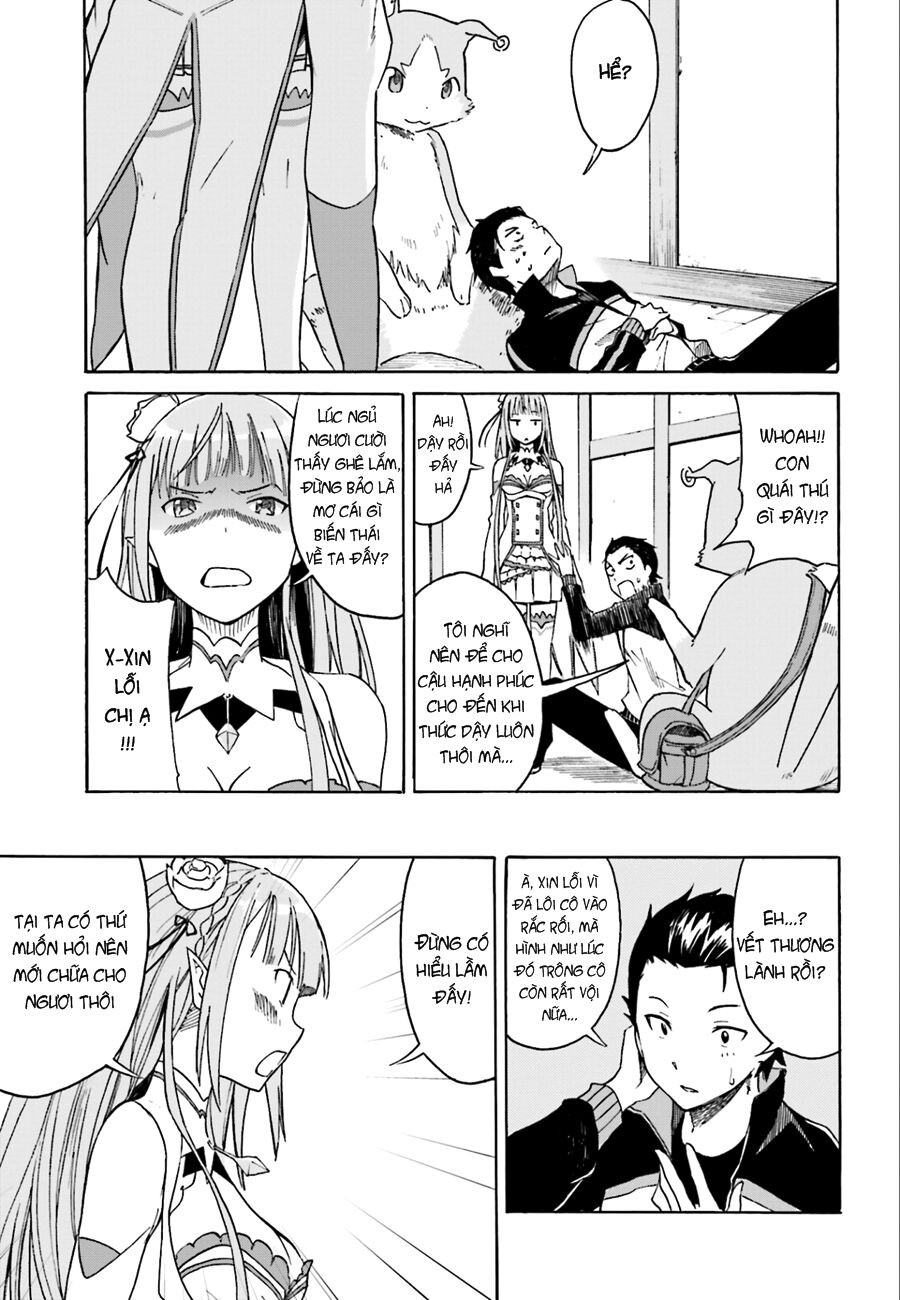 HỂ?
WHOAH!!
CON
QUÁI THÚ
GÌ ĐÂY!?
AH!
DẬY RỒI
ĐẤY
HẢ
TÔI NGHĨ
NÊN ĐỂ CHO
CẬU HẠNH PHÚC
CHO ĐẾN KHI
THỨC DẬY LUÔN
THÔI MÀ...
LÚC NGỦ
NGƯƠI CƯỜI
THẤY GHÊ LẮM,
ĐỪNG BẢO LÀ
MƠ CÁI GÌ
BIẾN THÁI
VỀ TA ĐẤY?
X-XIN
LỖI
CHỊ Ạ
!!!
EH...?
VẾT THƯƠNG
LÀNH RỒI?
À, XIN LỖI VÌ
ĐÃ LÔI CÔ VÀO
RẮC RỐI, MÀ
HÌNH NHƯ LÚC
ĐÓ TRÔNG CÔ
CÒN RẤT VỘI
NỮA...
ĐỪNG CÓ
HIỂU LẦM
ĐẤY!
TẠI TA CÓ THỨ
MUỐN HỎI NÊN
MỚI CHỮA CHO
NGƯƠI THÔI